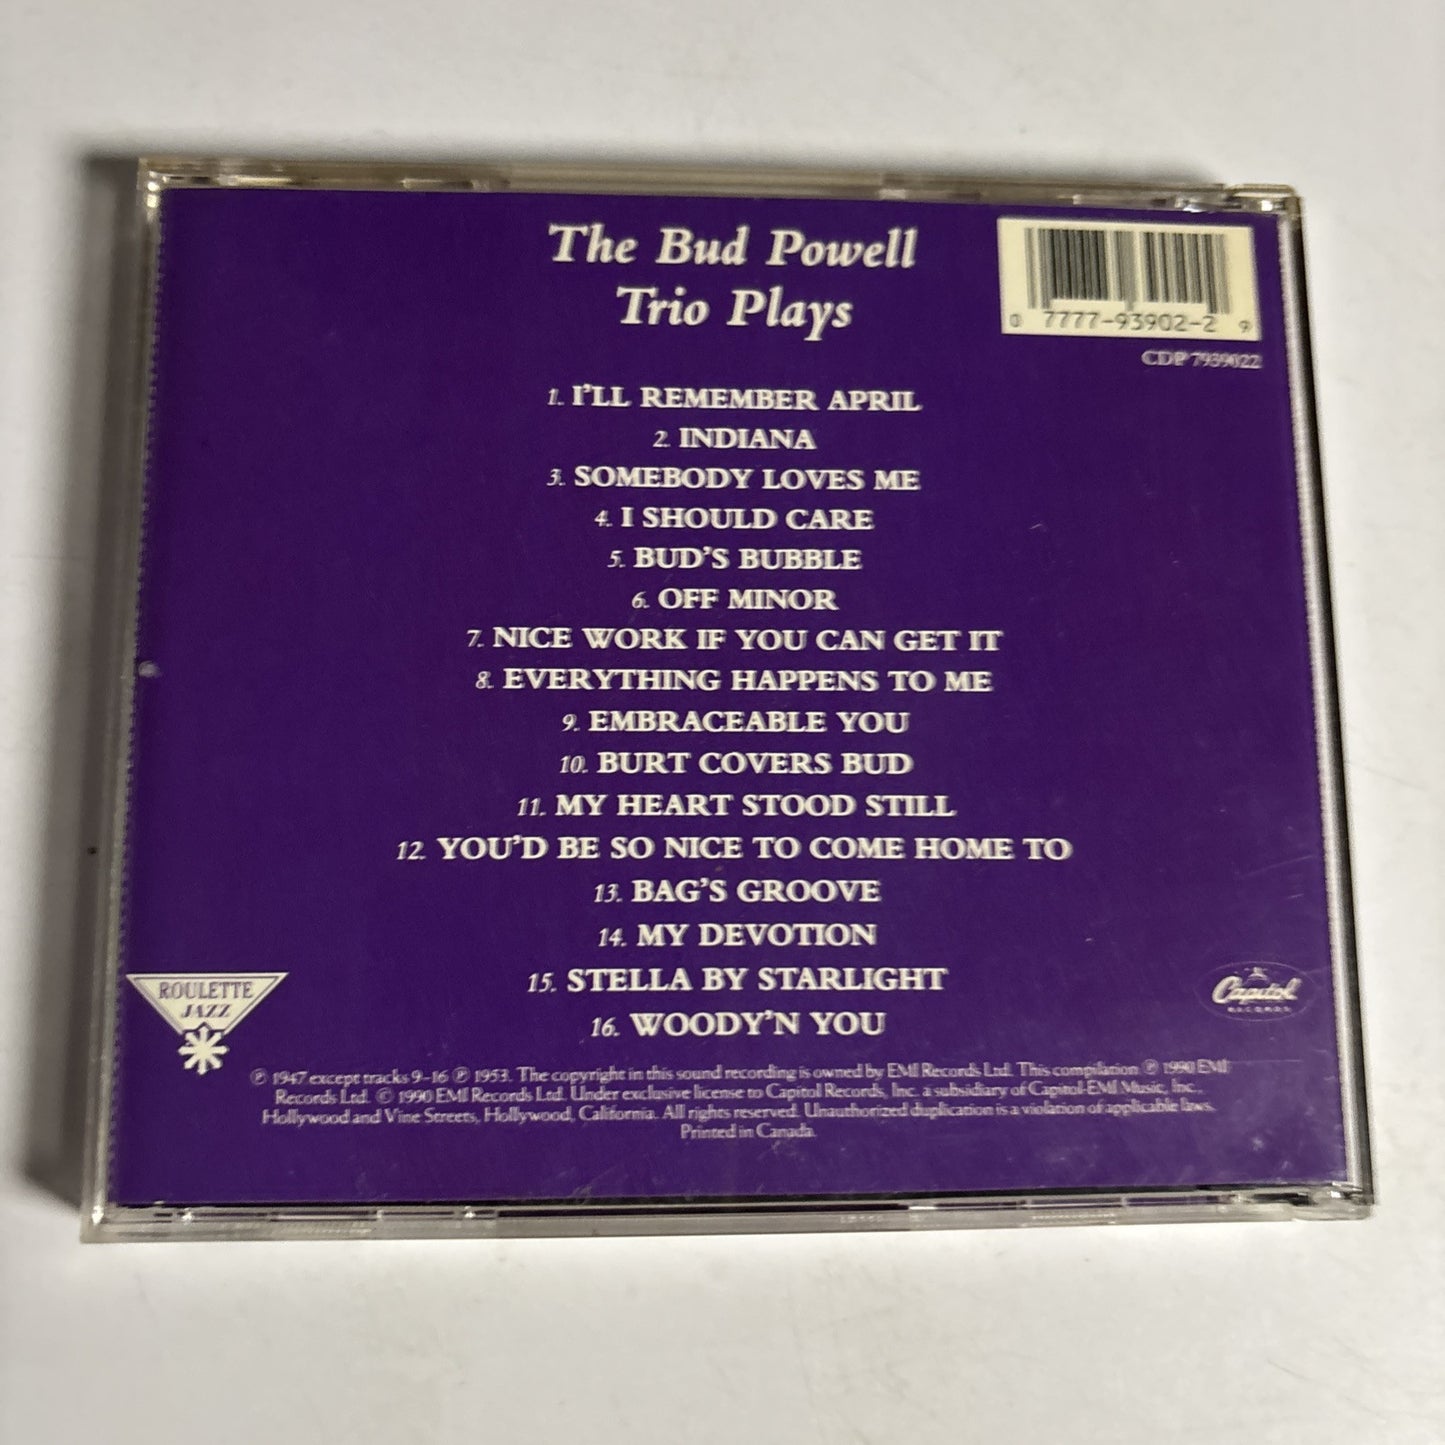 The Bud Powell
Trio Plays
0 7777-93902-2 9
CDP 7939022
1. I'LL REMEMBER APRIL
2. INDIANA
3. SOMEBODY LOVES ME
4. I SHOULD CARE
5. BUD'S BUBBLE
6. OFF MINOR
7. NICE WORK IF YOU CAN GET IT
8. EVERYTHING HAPPENS TO ME
9. EMBRACEABLE YOU
10. BURT COVERS BUD
11. MY HEART STOOD STILL
12. YOU'D BE SO NICE TO COME HOME TO
13. BAG'S GROOVE
14. MY DEVOTION
15. STELLA BY STARLIGHT
16. WOODY'N YOU
ROULETTE
JAZZ
Capitol
RECORDS
℗ 1947 except tracks 9-16 ℗ 1953. The copyright in this sound recording is owned by EMI Records Ltd. This compilation ℗ 1990 EMI
Records Ltd. © 1990 EMI Records Ltd. Under exclusive license to Capitol Records, Inc. a subsidiary of Capitol-EMI Music, Inc.,
Hollywood and Vine Streets, Hollywood, California. All rights reserved. Unauthorized duplication is a violation of applicable laws.
Printed in Canada.